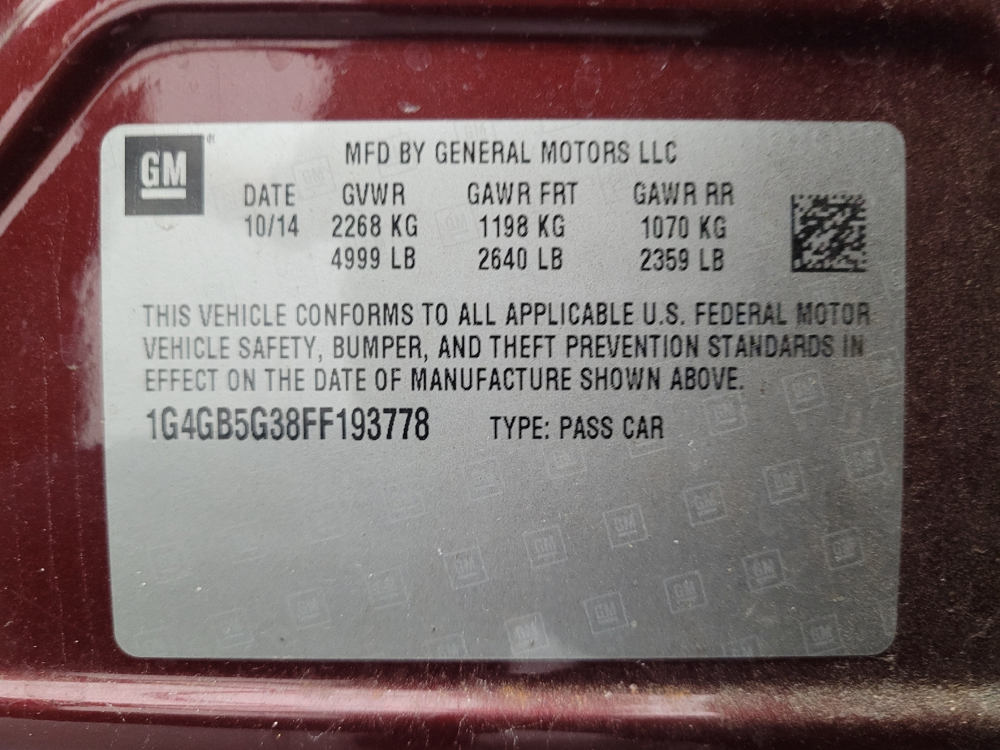 GM
MFD BY GENERAL MOTORS LLC
DATE GVWR GAWR FRT GAWR RR
10/14 2268 KG 1198 KG 1070 KG
4999 LB 2640 LB 2359 LB
THIS VEHICLE CONFORMS TO ALL APPLICABLE U.S. FEDERAL MOTOR
VEHICLE SAFETY, BUMPER, AND THEFT PREVENTION STANDARDS IN
EFFECT ON THE DATE OF MANUFACTURE SHOWN ABOVE.
1G4GB5G38FF193778 TYPE: PASS CAR